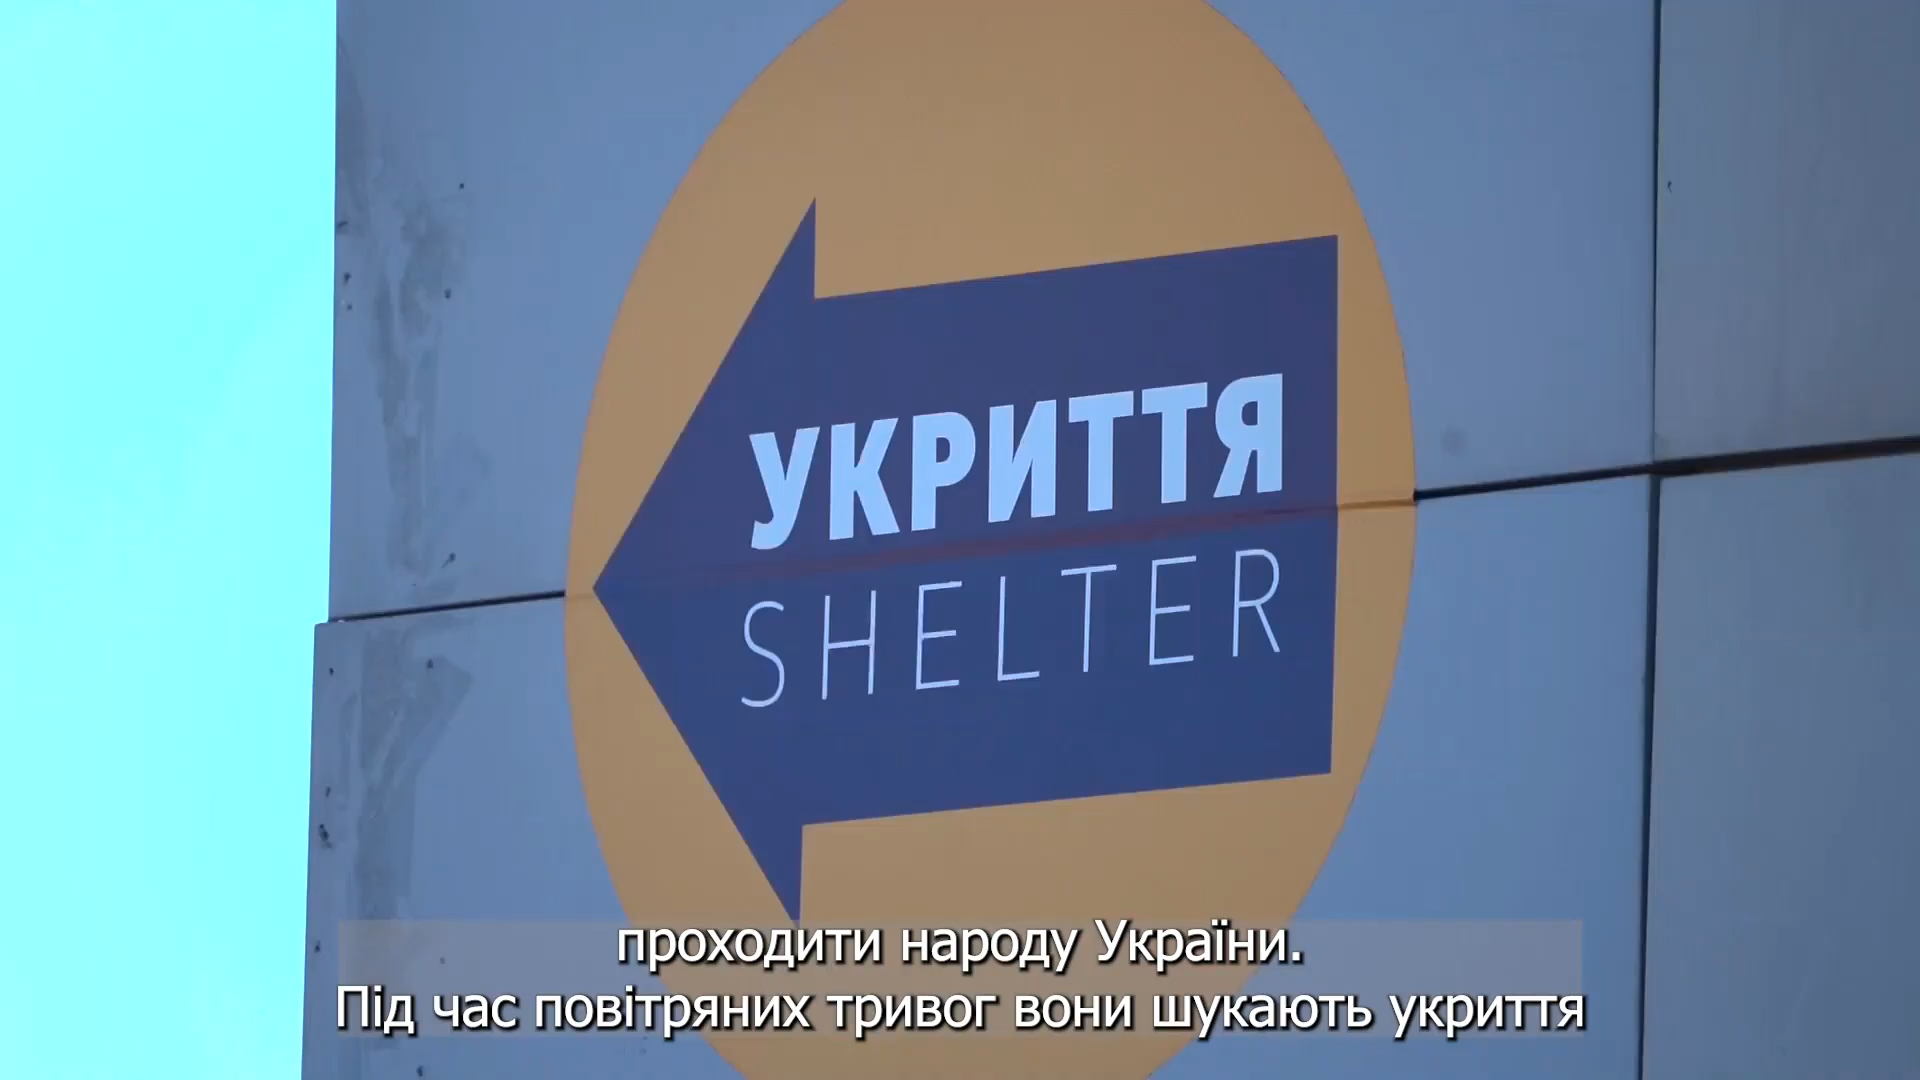 УКРИТТЯ
SHELTER
проходити народу України.
Під час повітряних тривог вони шукають укриття